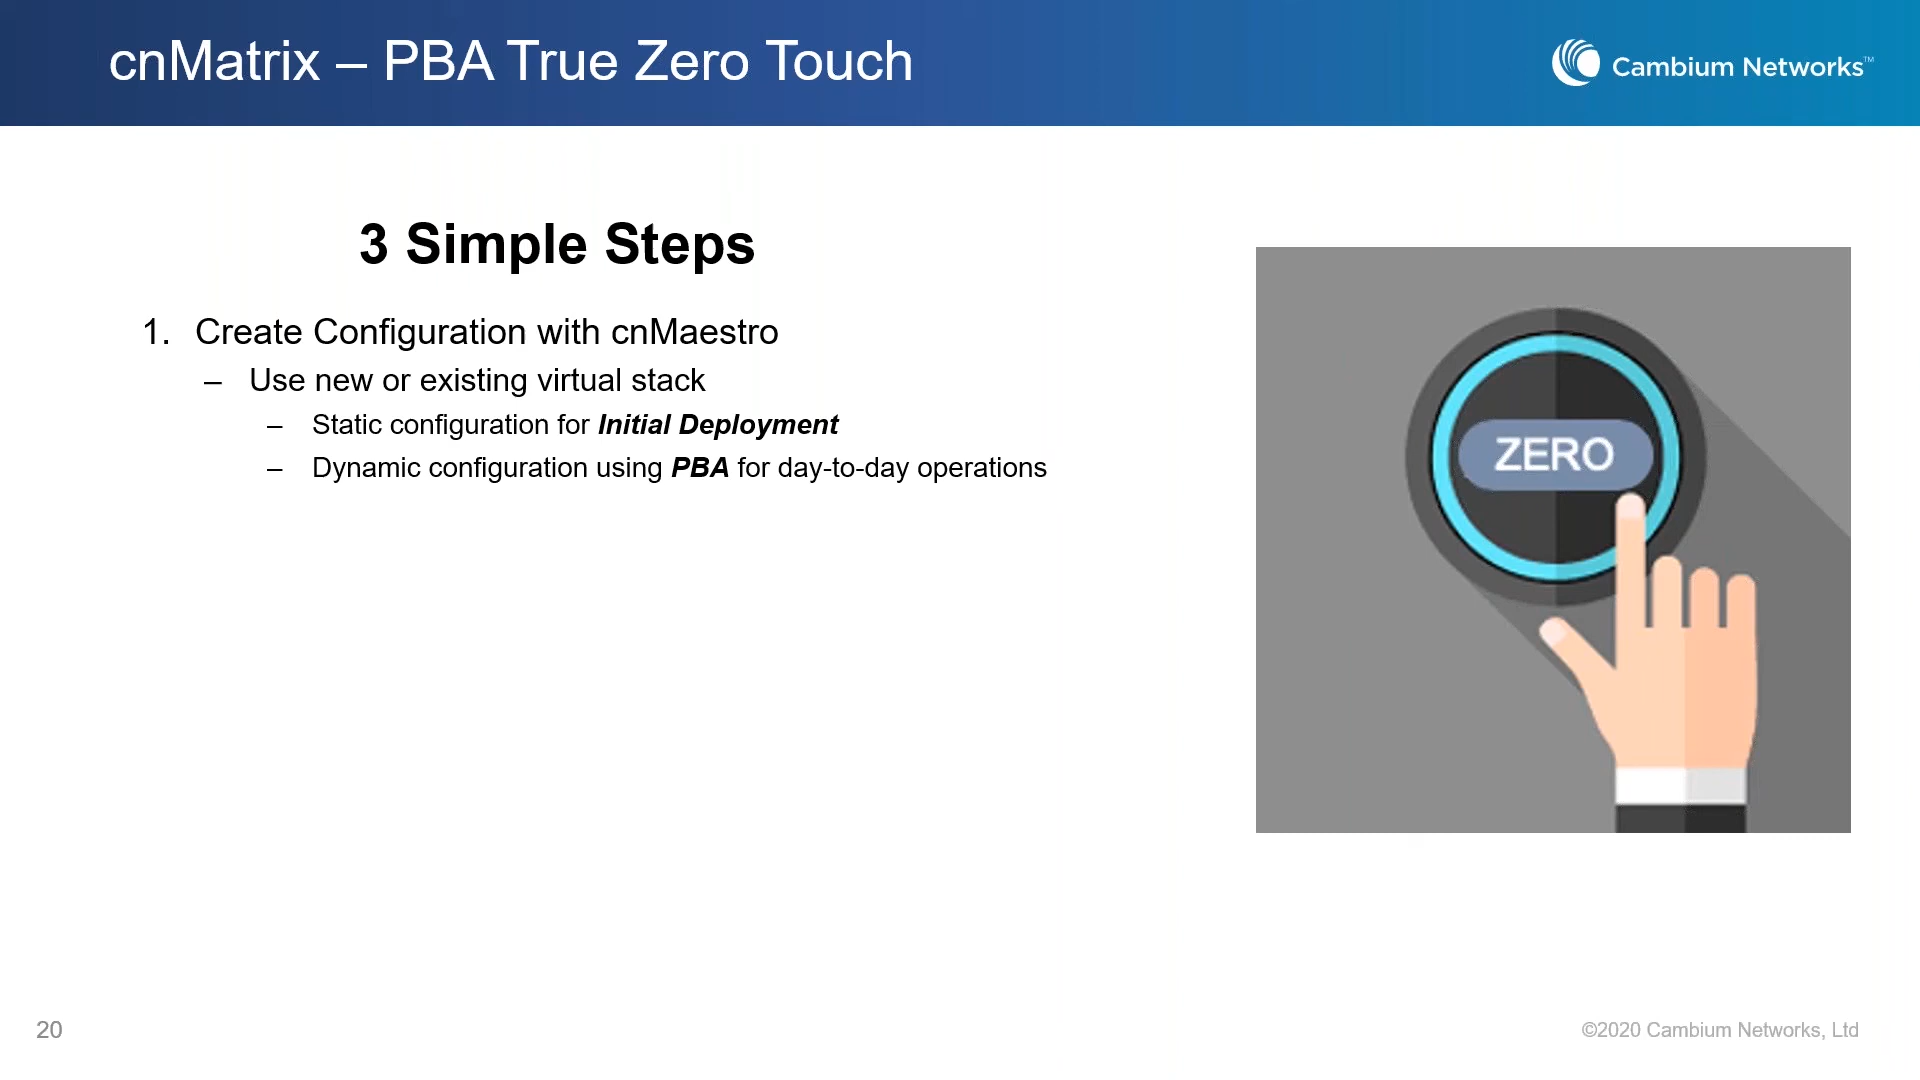 cnMatrix – PBA True Zero Touch
Cambium Networks™
3 Simple Steps
1. Create Configuration with cnMaestro
– Use new or existing virtual stack
– Static configuration for Initial Deployment
– Dynamic configuration using PBA for day-to-day operations
ZERO
20
©2020 Cambium Networks, Ltd